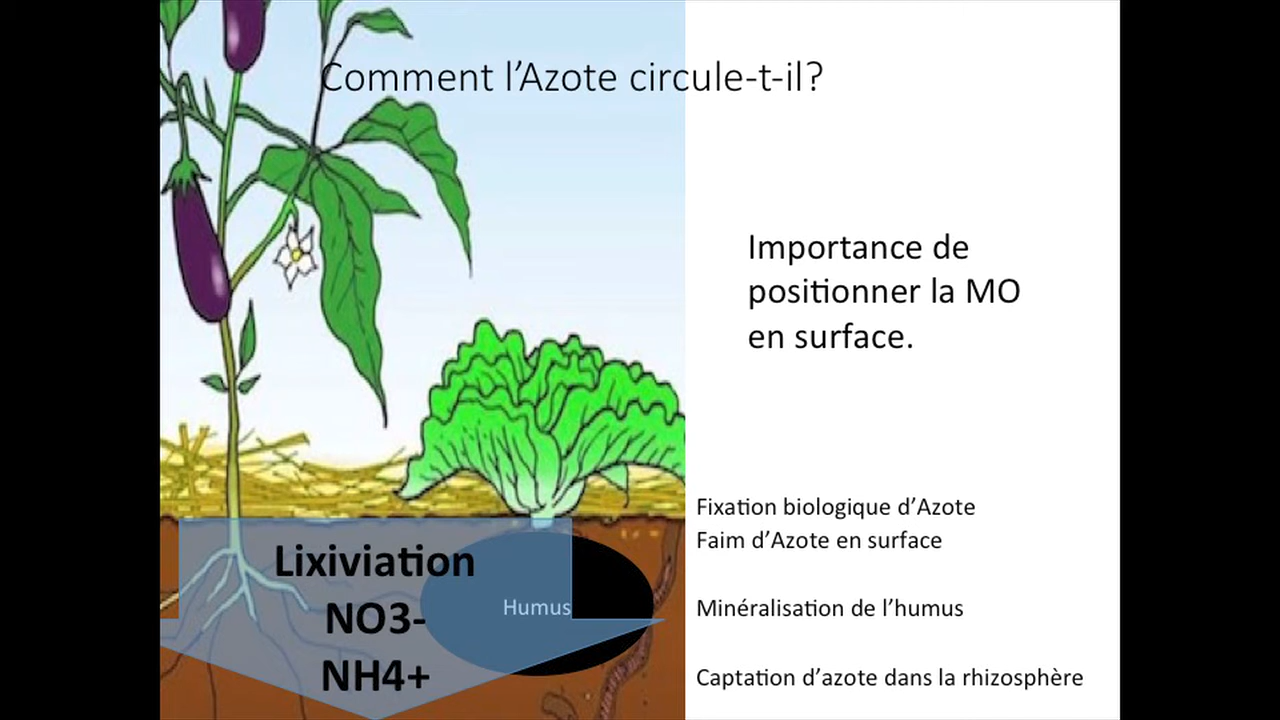 Comment l’Azote circule-t-il?
Importance de
positionner la MO
en surface.
Fixation biologique d’Azote
Faim d’Azote en surface
Lixiviation
NO3-
NH4+
Humus
Minéralisation de l’humus
Captation d’azote dans la rhizosphère